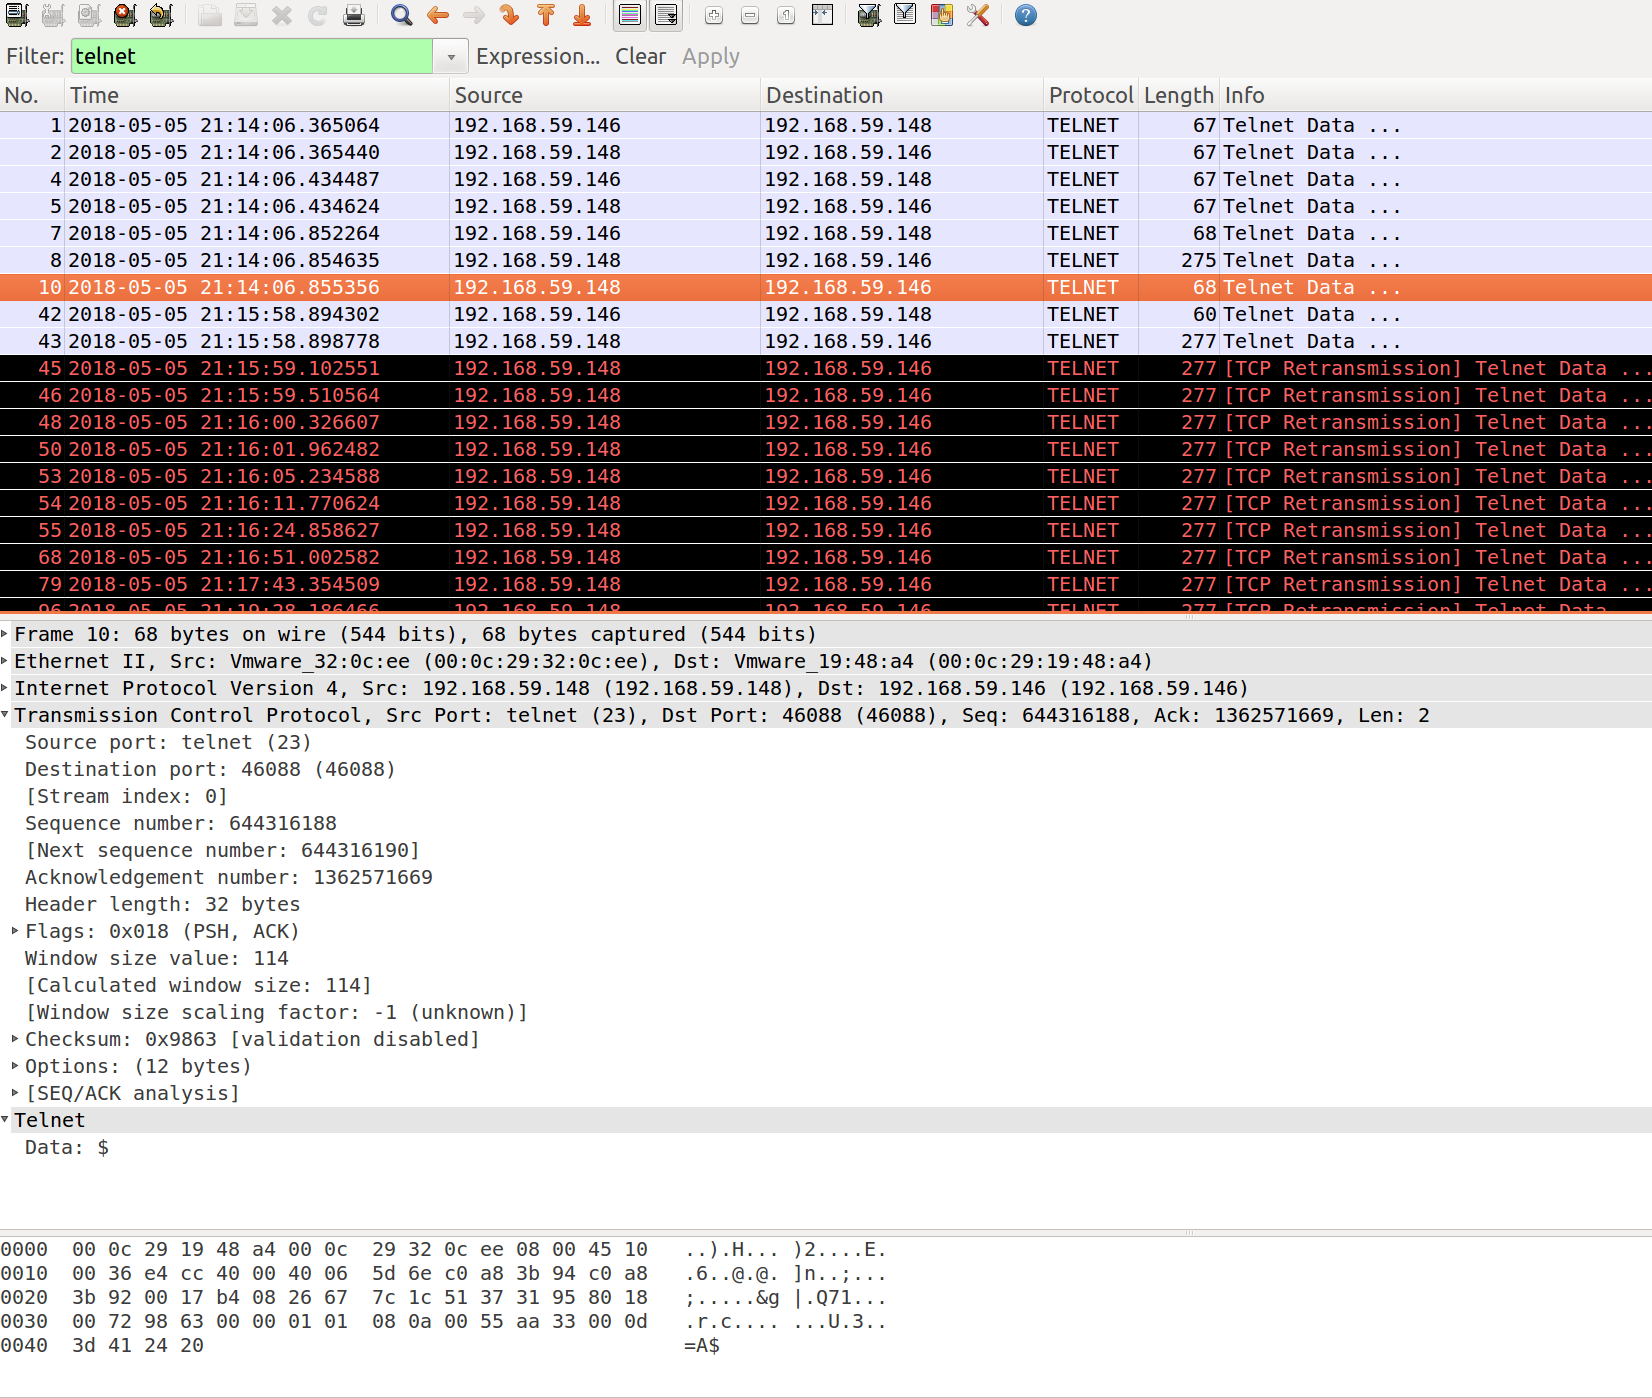 Filter: telnet Expression... Clear Apply
No. Time Source Destination Protocol Length Info
1 2018-05-05 21:14:06.365064 192.168.59.146 192.168.59.148 TELNET 67 Telnet Data ...
2 2018-05-05 21:14:06.365440 192.168.59.148 192.168.59.146 TELNET 67 Telnet Data ...
4 2018-05-05 21:14:06.434487 192.168.59.146 192.168.59.148 TELNET 67 Telnet Data ...
5 2018-05-05 21:14:06.434624 192.168.59.148 192.168.59.146 TELNET 67 Telnet Data ...
7 2018-05-05 21:14:06.852264 192.168.59.146 192.168.59.148 TELNET 68 Telnet Data ...
8 2018-05-05 21:14:06.854635 192.168.59.148 192.168.59.146 TELNET 275 Telnet Data ...
10 2018-05-05 21:14:06.855356 192.168.59.148 192.168.59.146 TELNET 68 Telnet Data ...
42 2018-05-05 21:15:58.894302 192.168.59.146 192.168.59.148 TELNET 60 Telnet Data ...
43 2018-05-05 21:15:58.898778 192.168.59.148 192.168.59.146 TELNET 277 Telnet Data ...
45 2018-05-05 21:15:59.102551 192.168.59.148 192.168.59.146 TELNET 277 [TCP Retransmission] Telnet Data ...
46 2018-05-05 21:15:59.510564 192.168.59.148 192.168.59.146 TELNET 277 [TCP Retransmission] Telnet Data ...
48 2018-05-05 21:16:00.326607 192.168.59.148 192.168.59.146 TELNET 277 [TCP Retransmission] Telnet Data ...
50 2018-05-05 21:16:01.962482 192.168.59.148 192.168.59.146 TELNET 277 [TCP Retransmission] Telnet Data ...
53 2018-05-05 21:16:05.234588 192.168.59.148 192.168.59.146 TELNET 277 [TCP Retransmission] Telnet Data ...
54 2018-05-05 21:16:11.770624 192.168.59.148 192.168.59.146 TELNET 277 [TCP Retransmission] Telnet Data ...
55 2018-05-05 21:16:24.858627 192.168.59.148 192.168.59.146 TELNET 277 [TCP Retransmission] Telnet Data ...
68 2018-05-05 21:16:51.002582 192.168.59.148 192.168.59.146 TELNET 277 [TCP Retransmission] Telnet Data ...
79 2018-05-05 21:17:43.354509 192.168.59.148 192.168.59.146 TELNET 277 [TCP Retransmission] Telnet Data ...
96 2018-05-05 21:19:28.186466 192.168.59.148 192.168.59.146 TELNET 277 [TCP Retransmission] Telnet Data ...
Frame 10: 68 bytes on wire (544 bits), 68 bytes captured (544 bits)
Ethernet II, Src: Vmware_32:0c:ee (00:0c:29:32:0c:ee), Dst: Vmware_19:48:a4 (00:0c:29:19:48:a4)
Internet Protocol Version 4, Src: 192.168.59.148 (192.168.59.148), Dst: 192.168.59.146 (192.168.59.146)
Transmission Control Protocol, Src Port: telnet (23), Dst Port: 46088 (46088), Seq: 644316188, Ack: 1362571669, Len: 2
Source port: telnet (23)
Destination port: 46088 (46088)
[Stream index: 0]
Sequence number: 644316188
[Next sequence number: 644316190]
Acknowledgement number: 1362571669
Header length: 32 bytes
Flags: 0x018 (PSH, ACK)
Window size value: 114
[Calculated window size: 114]
[Window size scaling factor: -1 (unknown)]
Checksum: 0x9863 [validation disabled]
Options: (12 bytes)
[SEQ/ACK analysis]
Telnet
Data: $
0000 00 0c 29 19 48 a4 00 0c 29 32 0c ee 08 00 45 10 ..).H... )2....E.
0010 00 36 e4 cc 40 00 40 06 5d 6e c0 a8 3b 94 c0 a8 .6..@.@. ]n..;...
0020 3b 92 00 17 b4 08 26 67 7c 1c 51 37 31 95 80 18 ;.....&g |.Q71...
0030 00 72 98 63 00 00 01 01 08 0a 00 55 aa 33 00 0d .r.c.... ...U.3..
0040 3d 41 24 20 =A$